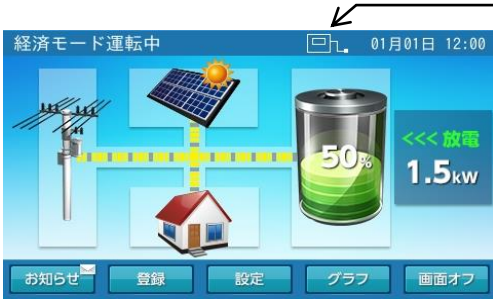 経済モード運転中
01月01日 12:00
50%
<<< 放電
1.5kw
お知らせ
登録
設定
グラフ
画面オフ